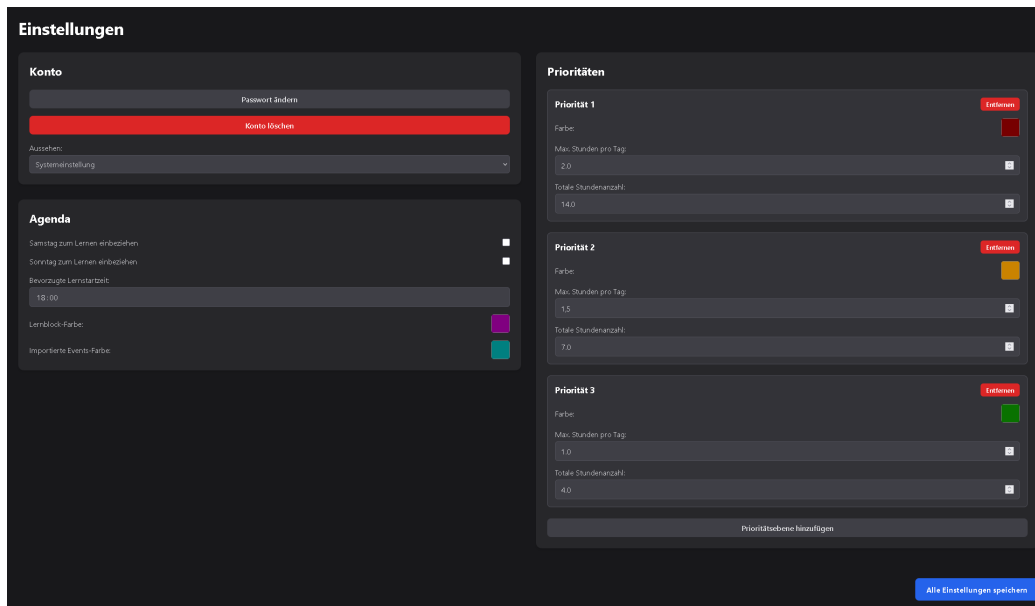 Einstellungen
Konto
Passwort ändern
Konto löschen
Aussehen:
Systemeinstellung
Agenda
Samstag zum Lernen einbeziehen
Sonntag zum Lernen einbeziehen
Bevorzugte Lernstartzeit:
18:00
Lernblock-Farbe:
Importierte Events-Farbe:
Prioritäten
Priorität 1
Entfernen
Farbe:
Max. Stunden pro Tag:
2.0
Totale Stundenanzahl:
14.0
Priorität 2
Entfernen
Farbe:
Max. Stunden pro Tag:
1,5
Totale Stundenanzahl:
7.0
Priorität 3
Entfernen
Farbe:
Max. Stunden pro Tag:
1.0
Totale Stundenanzahl:
4.0
Prioritätsebene hinzufügen
Alle Einstellungen speichern